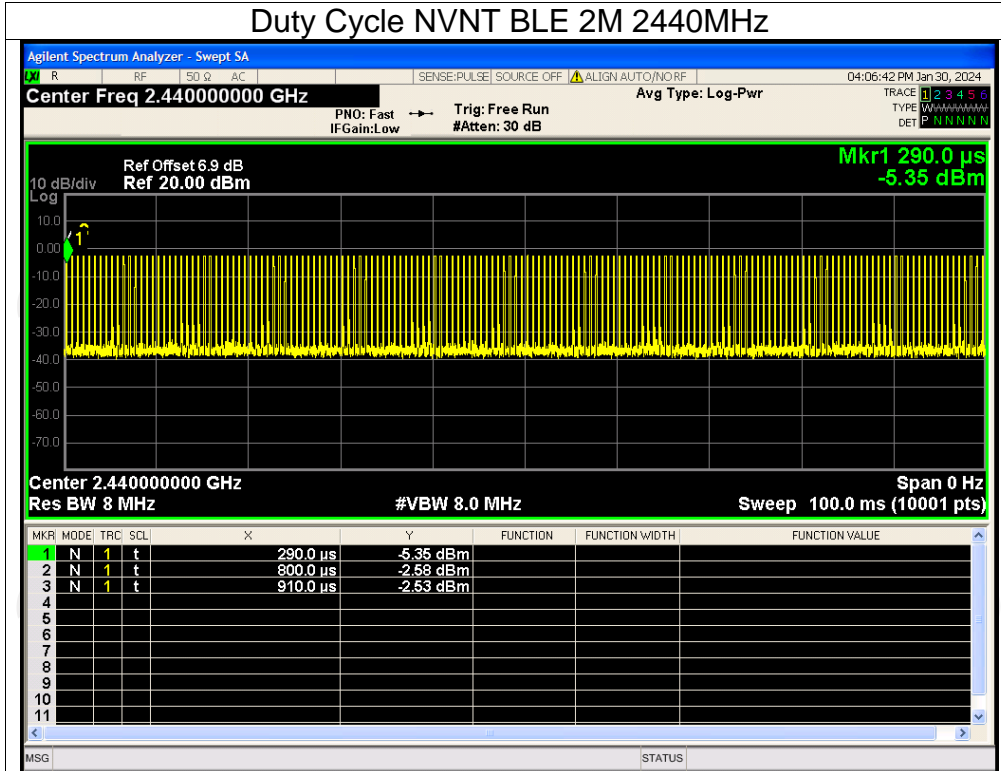 Duty Cycle NVNT BLE 2M 2440MHz
Agilent Spectrum Analyzer - Swept SA
LXI R RF 50 Ω AC SENSE:PULSE SOURCE OFF ALIGN AUTO/NO RF 04:06:42 PM Jan 30, 2024
Center Freq 2.440000000 GHz Avg Type: Log-Pwr TRACE 1 2 3 4 5 6
PNO: Fast Trig: Free Run TYPE
IFGain:Low #Atten: 30 dB DET P N N N N N
Mkr1 290.0 µs
Ref Offset 6.9 dB
10 dB/div Ref 20.00 dBm -5.35 dBm
Log
10.0
1
0.00
-10.0
-20.0
-30.0
-40.0
-50.0
-60.0
-70.0
Center 2.440000000 GHz Span 0 Hz
Res BW 8 MHz #VBW 8.0 MHz Sweep 100.0 ms (10001 pts)
MKR MODE TRC SCL X Y FUNCTION FUNCTION WIDTH FUNCTION VALUE
1 N 1 t 290.0 µs -5.35 dBm
2 N 1 t 800.0 µs -2.58 dBm
3 N 1 t 910.0 µs -2.53 dBm
4
5
6
7
8
9
10
11
MSG STATUS